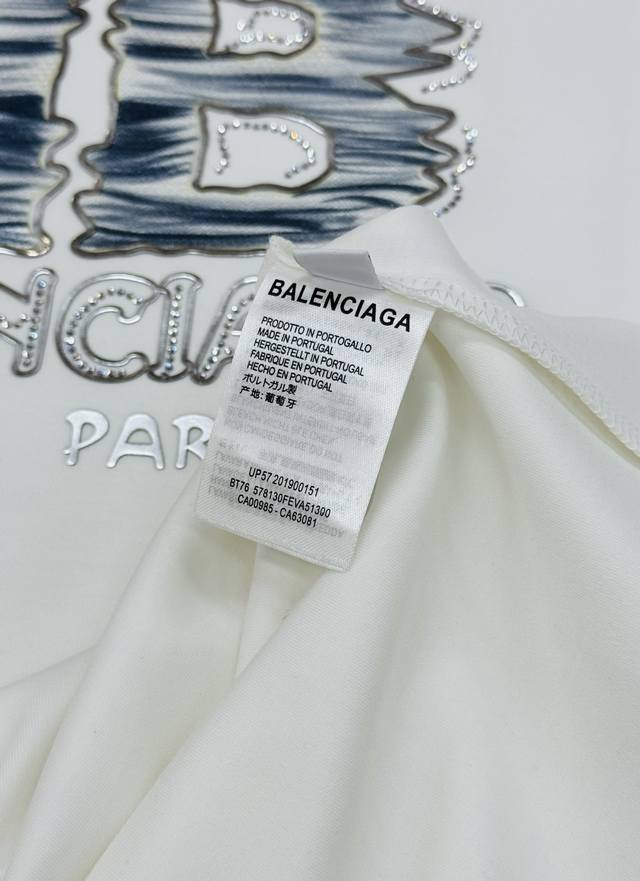 B
NCIA
PAR
BALENCIAGA
PRODOTTO IN PORTOGALLO
MADE IN PORTUGAL
HERGESTELLT IN PORTUGAL
FABRIQUE EN PORTUGAL
HECHO EN PORTUGAL
ポルトガル製
产地:葡萄牙
UP57 201900151
BT76 578130FEVA51300
CA00985 - CA63081